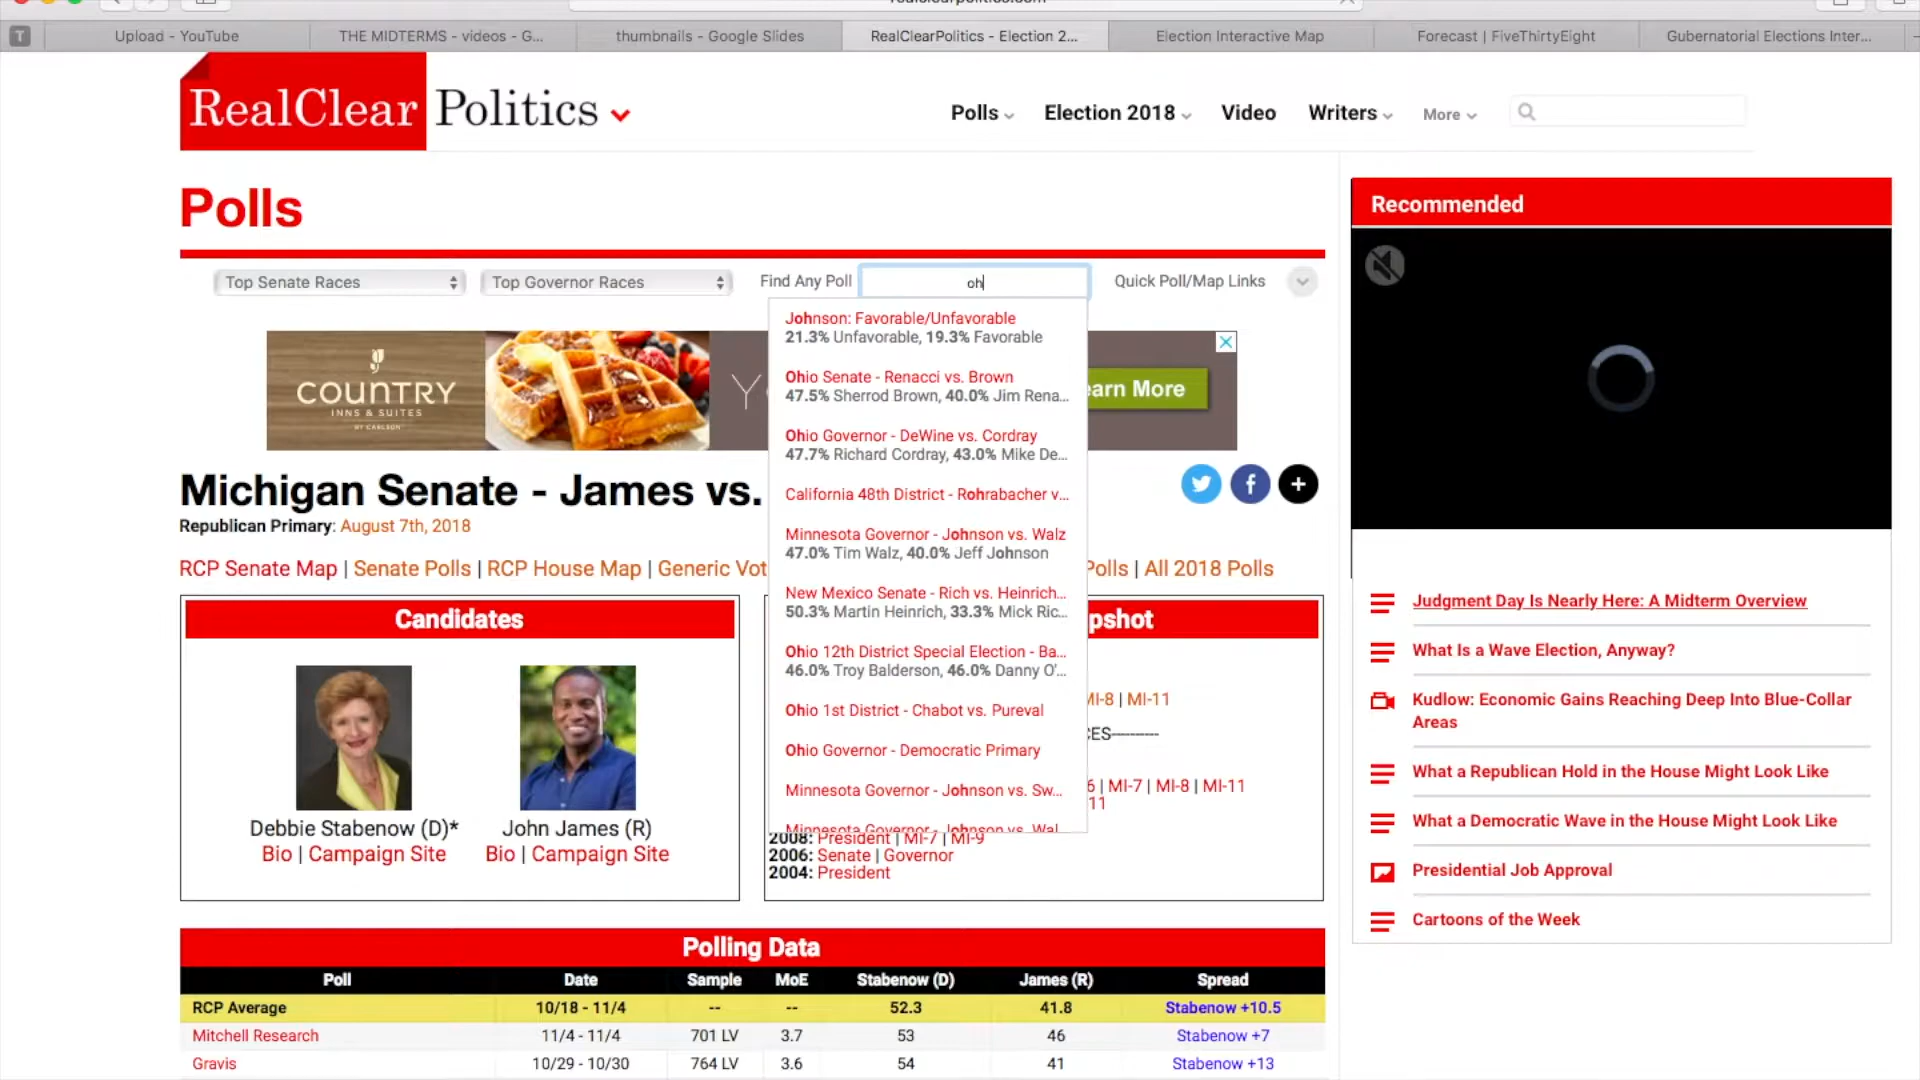 Upload - YouTube
THE MIDTERMS - videos - G...
thumbnails - Google Slides
RealClearPolitics - Election 2...
Election Interactive Map
Forecast | FiveThirtyEight
Gubernatorial Elections Inter...
T
RealClear Politics
Polls
Election 2018
Video
Writers
More
Polls
Top Senate Races
Top Governor Races
Find Any Poll
oh
Quick Poll/Map Links
Johnson: Favorable/Unfavorable
21.3% Unfavorable, 19.3% Favorable
Ohio Senate - Renacci vs. Brown
47.5% Sherrod Brown, 40.0% Jim Rena...
Ohio Governor - DeWine vs. Cordray
47.7% Richard Cordray, 43.0% Mike De...
California 48th District - Rohrabacher v...
Minnesota Governor - Johnson vs. Walz
47.0% Tim Walz, 40.0% Jeff Johnson
New Mexico Senate - Rich vs. Heinrich...
50.3% Martin Heinrich, 33.3% Mick Ric...
Ohio 12th District Special Election - Ba...
46.0% Troy Balderson, 46.0% Danny O'...
Ohio 1st District - Chabot vs. Pureval
Ohio Governor - Democratic Primary
Minnesota Governor - Johnson vs. Sw...
Minnesota Governor - Johnson vs. Wal
COUNTRY
INNS & SUITES
BY CARLSON
Y
earn More
Michigan Senate - James vs.
Republican Primary: August 7th, 2018
RCP Senate Map | Senate Polls | RCP House Map | Generic Vot
Polls | All 2018 Polls
Candidates
Debbie Stabenow (D)*
Bio | Campaign Site
John James (R)
Bio | Campaign Site
pshot
MI-8 | MI-11
CES----------
6 | MI-7 | MI-8 | MI-11
11
2008: President | MI-7 | MI-9
2006: Senate | Governor
2004: President
Polling Data
Poll Date Sample MoE Stabenow (D) James (R) Spread
RCP Average 10/18 - 11/4 -- -- 52.3 41.8 Stabenow +10.5
Mitchell Research 11/4 - 11/4 701 LV 3.7 53 46 Stabenow +7
Gravis 10/29 - 10/30 764 LV 3.6 54 41 Stabenow +13
Recommended
Judgment Day Is Nearly Here: A Midterm Overview
What Is a Wave Election, Anyway?
Kudlow: Economic Gains Reaching Deep Into Blue-Collar
Areas
What a Republican Hold in the House Might Look Like
What a Democratic Wave in the House Might Look Like
Presidential Job Approval
Cartoons of the Week